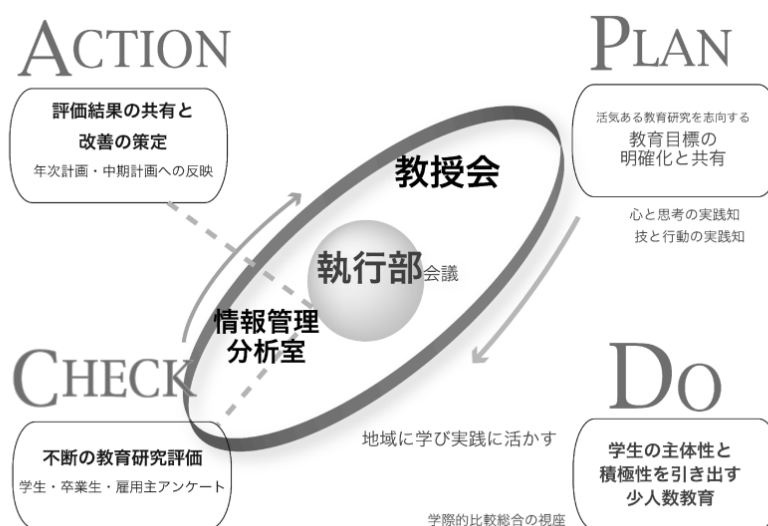 ACTION
評価結果の共有と
改善の策定
年次計画・中期計画への反映
PLAN
活気ある教育研究を志向する
教育目標の
明確化と共有
心と思考の実践知
技と行動の実践知
教授会
執行部会議
情報管理
分析室
CHECK
不断の教育研究評価
学生・卒業生・雇用主アンケート
DO
学生の主体性と
積極性を引き出す
少人数教育
地域に学び実践に活かす
学際的比較総合の視座